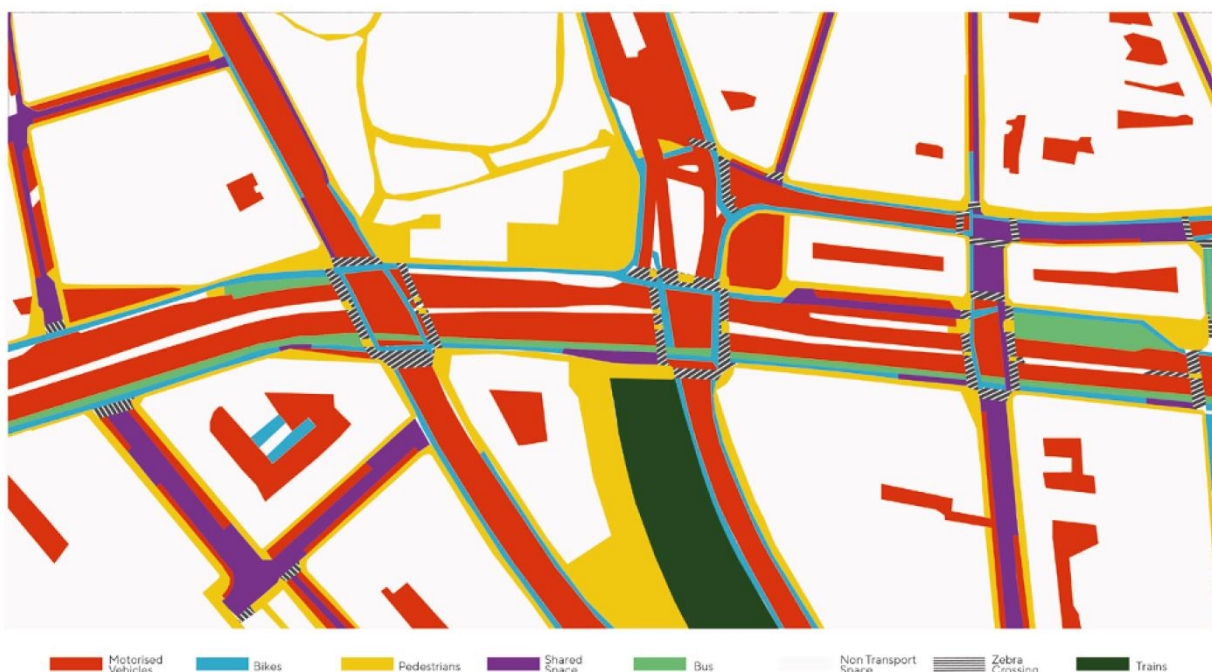 Motorised
Vehicles
Bikes
Pedestrians
Shared
Space
Bus
Non Transport
Space
Zebra
Crossing
Trains